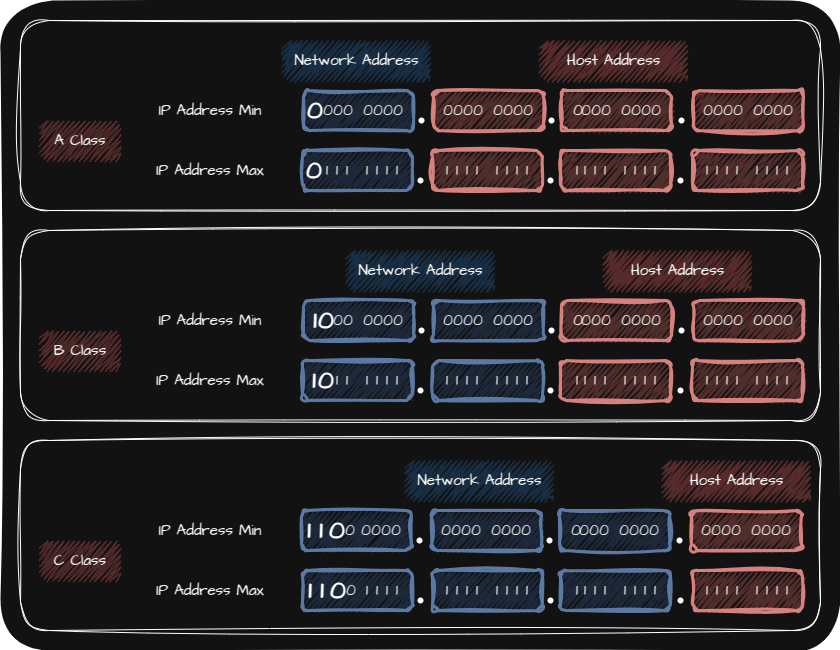 Network Address Host Address
IP Address Min 0000 0000 . 0000 0000 . 0000 0000 . 0000 0000
A Class
IP Address Max 0111 1111 . 1111 1111 . 1111 1111 . 1111 1111
Network Address Host Address
IP Address Min 1000 0000 . 0000 0000 . 0000 0000 . 0000 0000
B Class
IP Address Max 1011 1111 . 1111 1111 . 1111 1111 . 1111 1111
Network Address Host Address
IP Address Min 1100 0000 . 0000 0000 . 0000 0000 . 0000 0000
C Class
IP Address Max 1100 1111 . 1111 1111 . 1111 1111 . 1111 1111